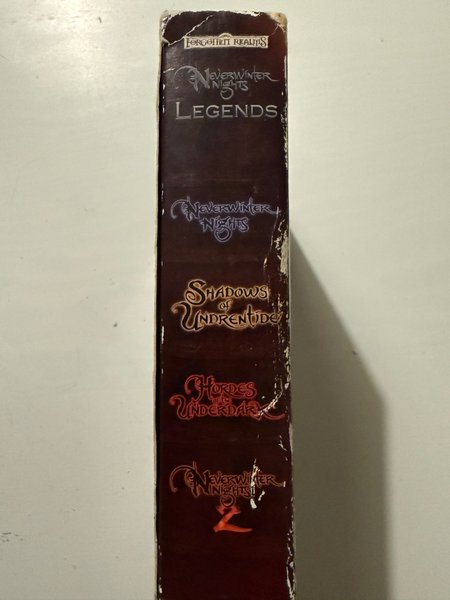 FORGOTTEN REALMS
NEVERWINTER
NIGHTS
LEGENDS
NEVERWINTER
NIGHTS
SHADOWS
OF
UNDRENTIDE
HORDES
OF THE
UNDERDARK
NEVERWINTER
NIGHTS
2